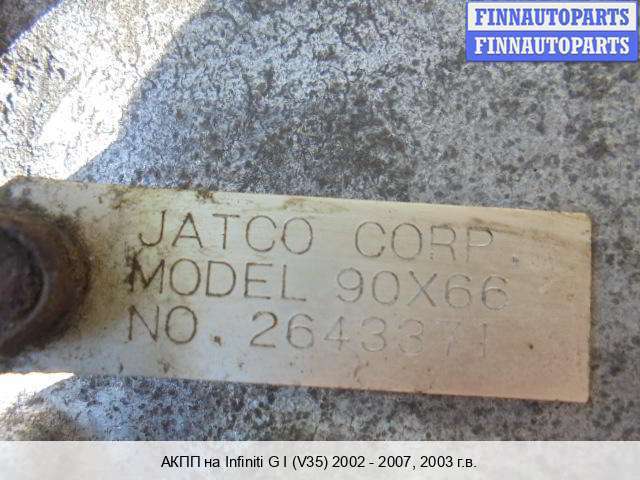 FINNAUTOPARTS
FINNAUTOPARTS
JATCO CORP.
MODEL 90X66
NO. 2643371
АКПП на Infiniti G I (V35) 2002 - 2007, 2003 г.в.